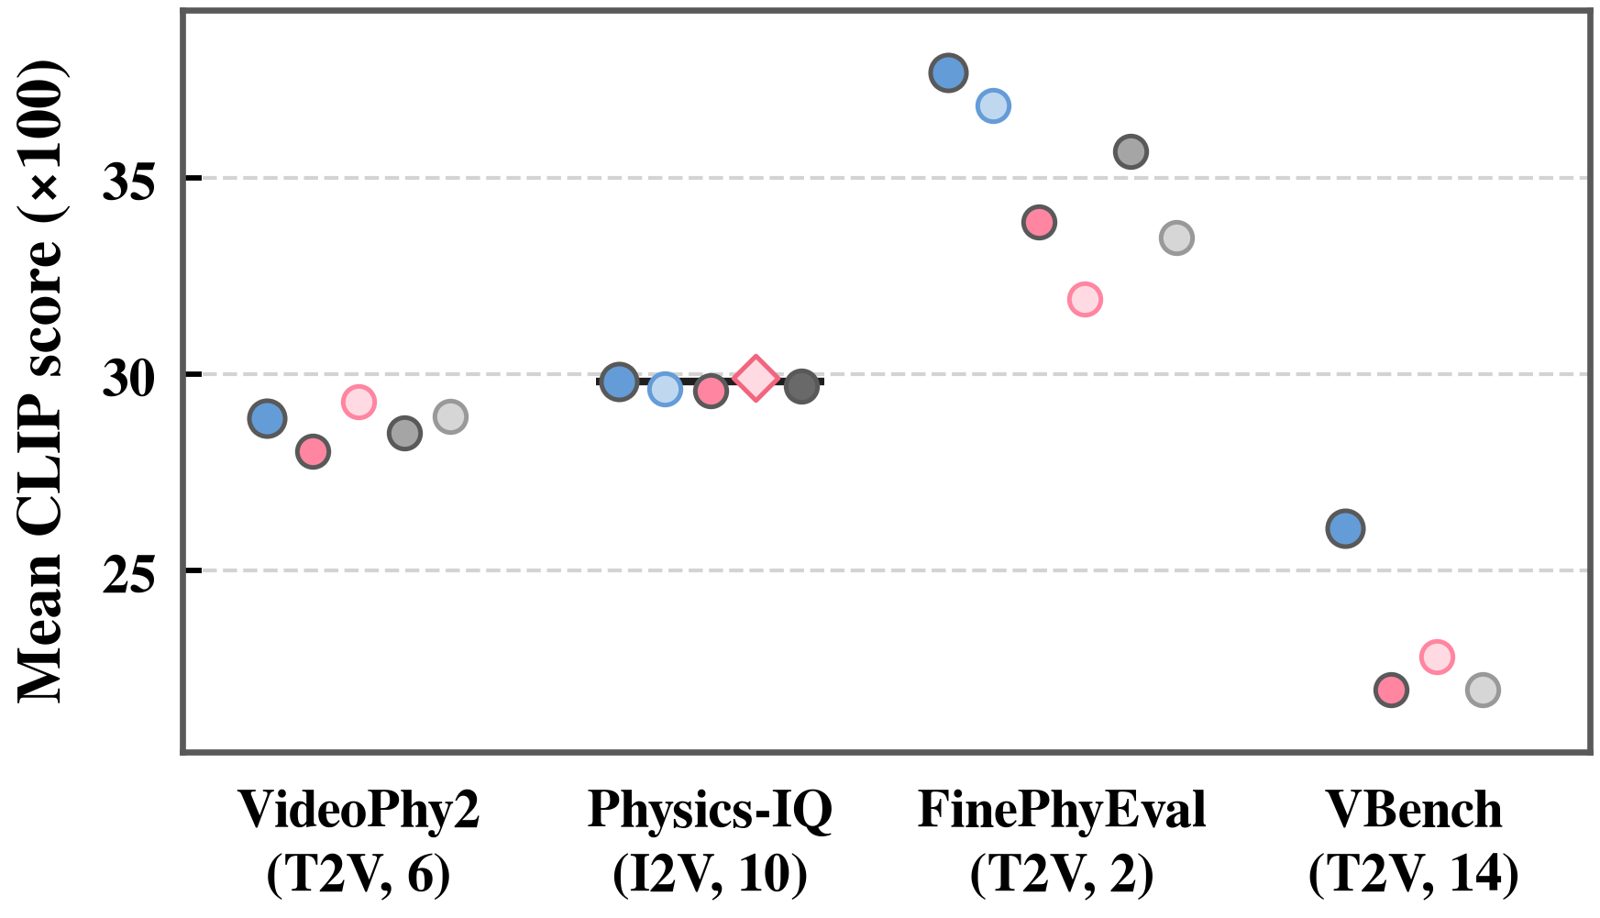 Mean CLIP score (×100)
35
30
25
VideoPhy2
(T2V, 6)
Physics-IQ
(I2V, 10)
FinePhyEval
(T2V, 2)
VBench
(T2V, 14)